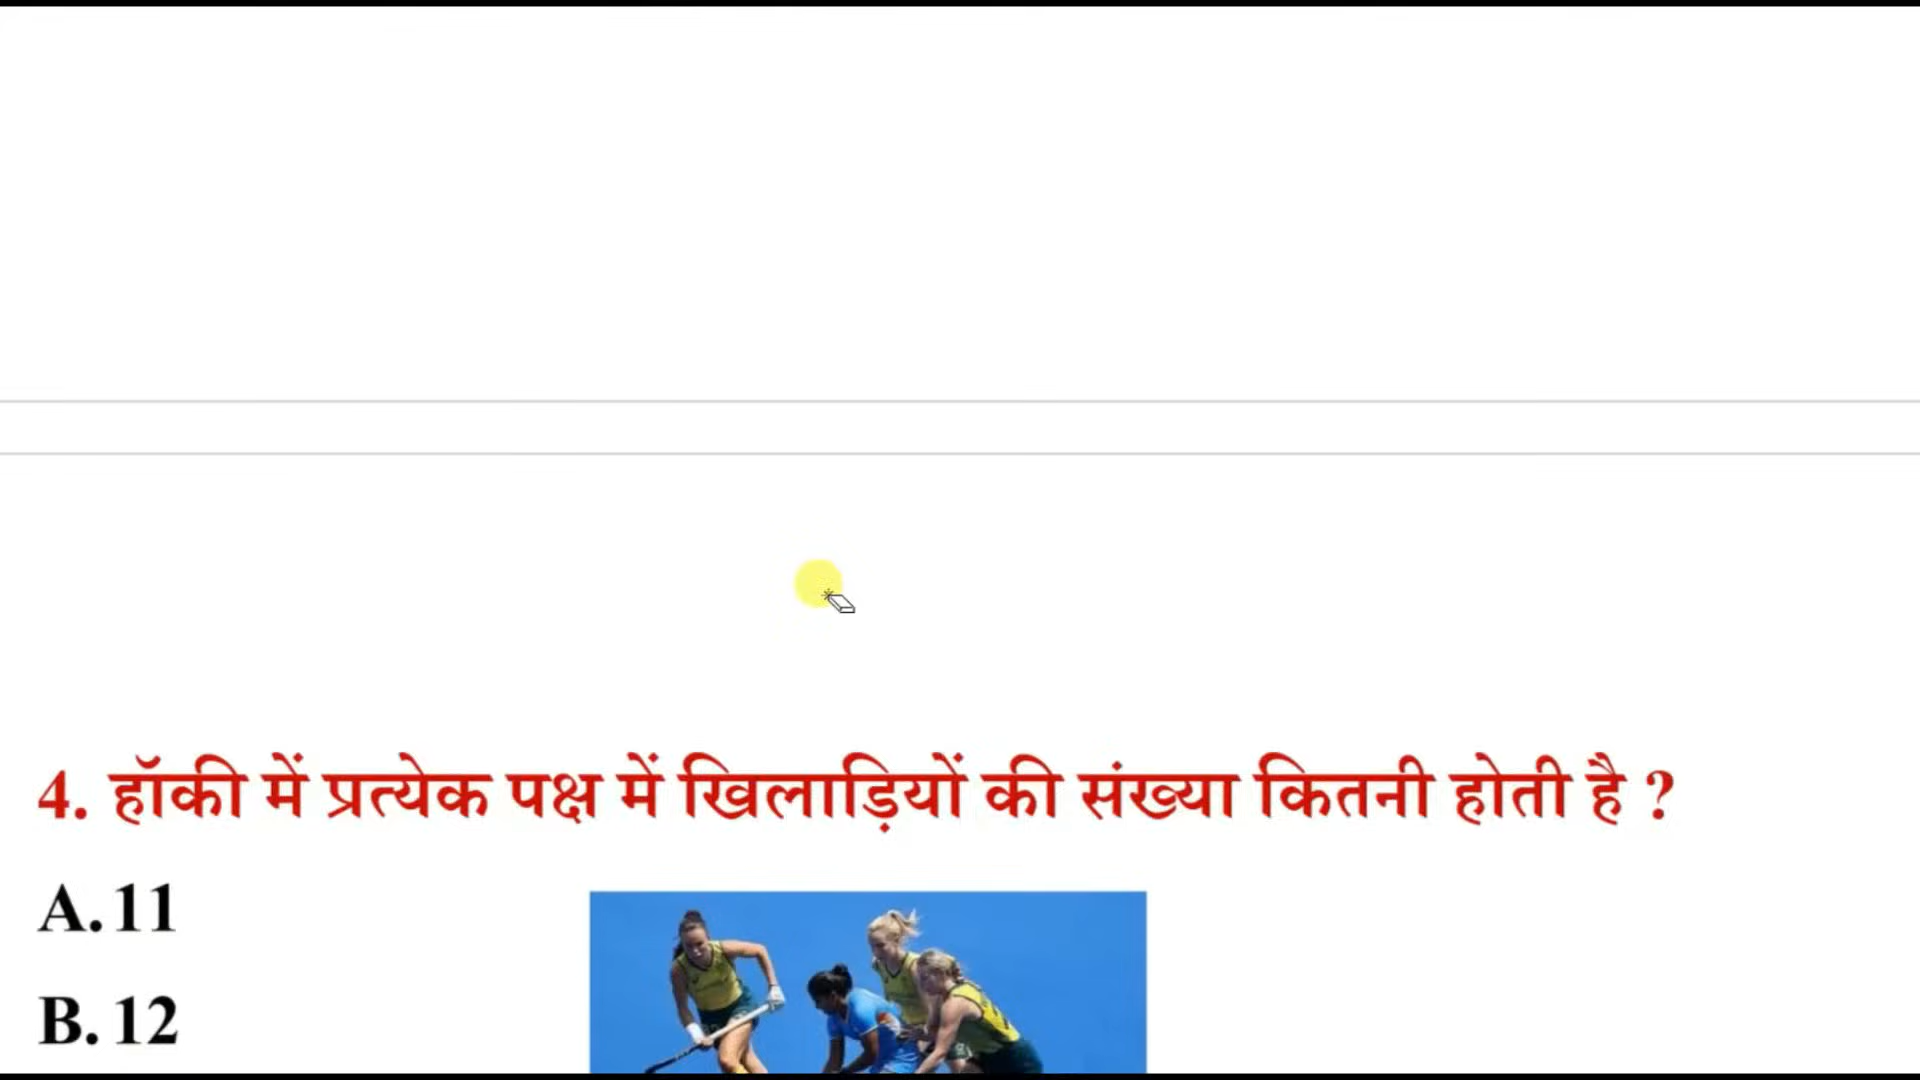 4. हॉकी में प्रत्येक पक्ष में खिलाड़ियों की संख्या कितनी होती है ?
A. 11
B. 12